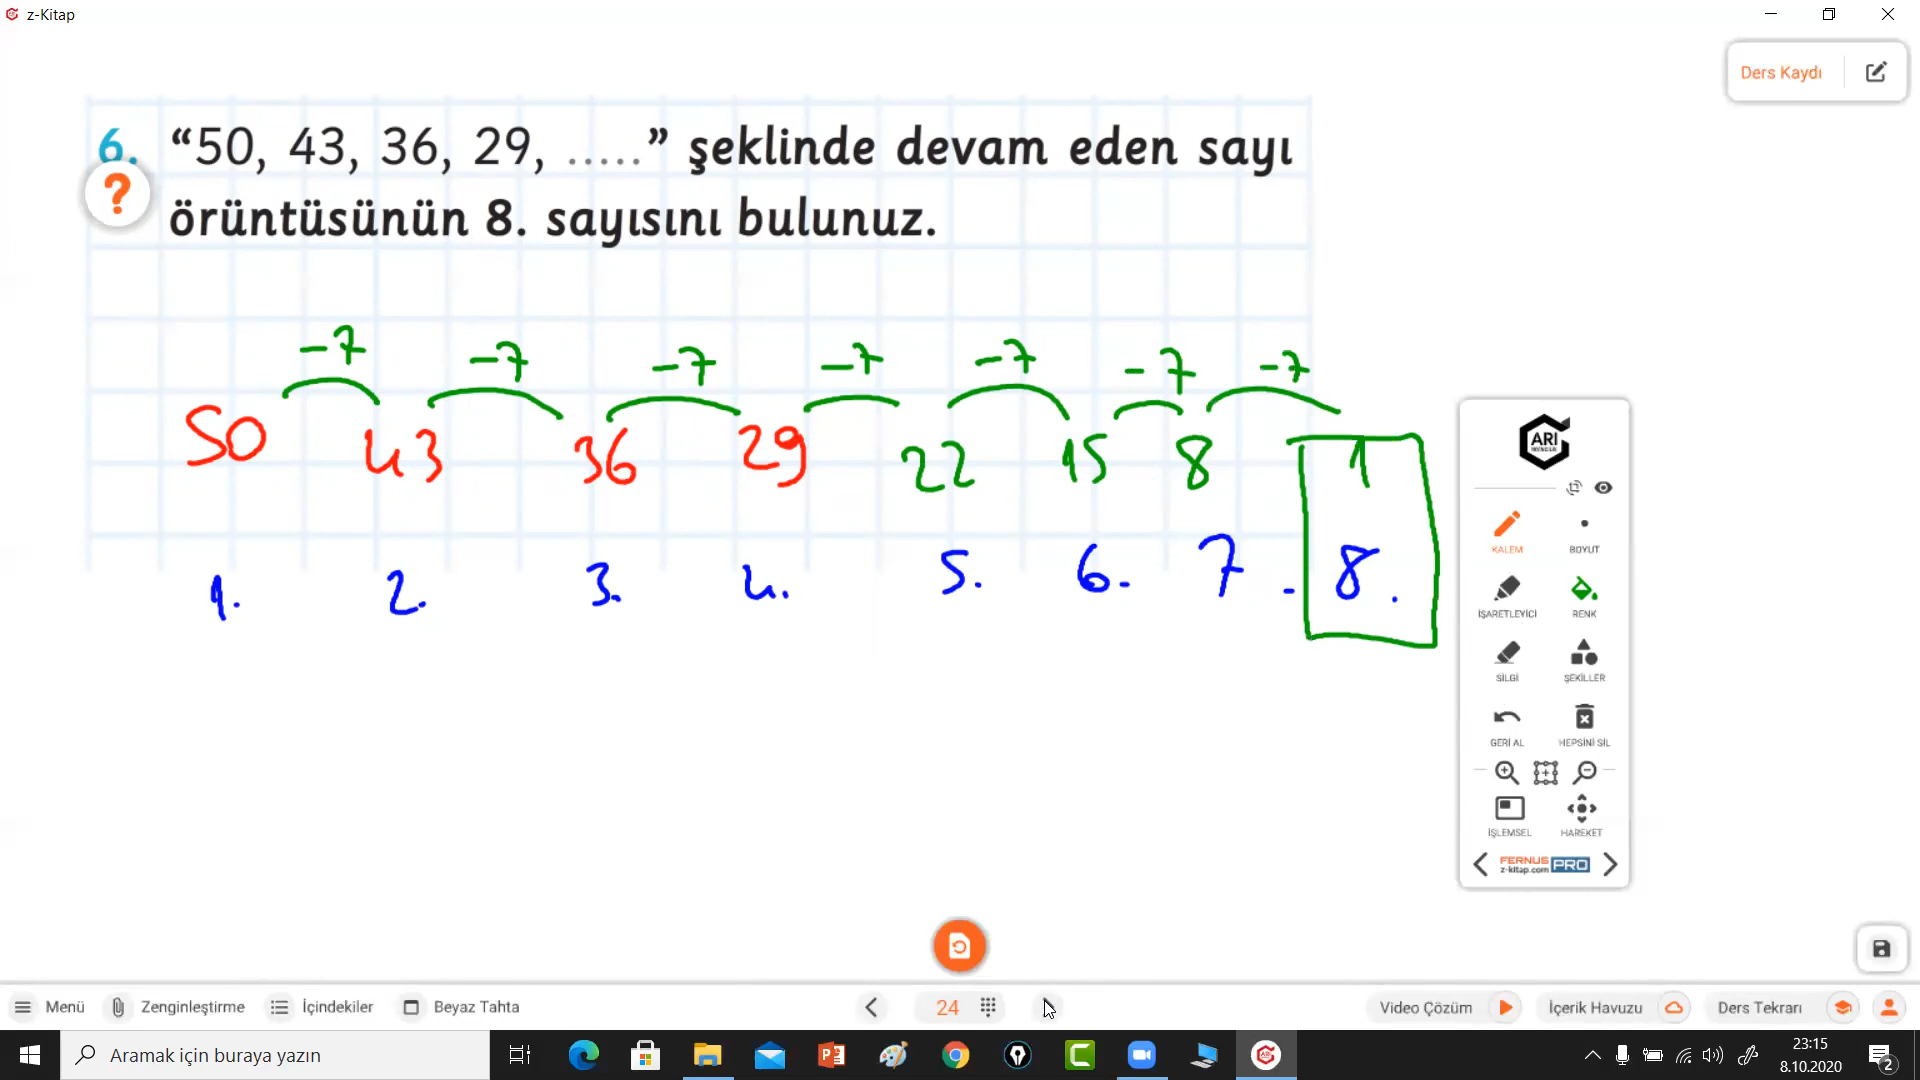 z-Kitap
Ders Kaydı
6. “50, 43, 36, 29, .....” şeklinde devam eden sayı
?
örüntüsünün 8. sayısını bulunuz.
-7 -7 -7 -7 -7 -7 -7
50 43 36 29 22 15 8 1
1. 2. 3. 4. 5. 6. 7. 8.
ARI
KALEM BOYUT
İŞARETLEYİCİ RENK
SİLGİ ŞEKİLLER
GERİ AL HEPSİNİ SİL
İŞLEMSEL HAREKET
FERNUS PRO
z-kitap.com
Menü Zenginleştirme İçindekiler Beyaz Tahta 24 Video Çözüm İçerik Havuzu Ders Tekrarı
Aramak için buraya yazın
23:15
8.10.2020
2